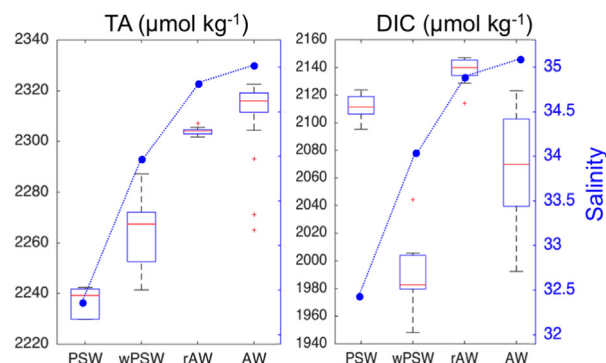 TA (µmol kg⁻¹)
DIC (µmol kg⁻¹)
2340
2320
2300
2280
2260
2240
2220
PSW
wPSW
rAW
AW
2160
2140
2120
2100
2080
2060
2040
2020
2000
1980
1960
1940
PSW
wPSW
rAW
AW
35
34.5
34
33.5
33
32.5
32
Salinity